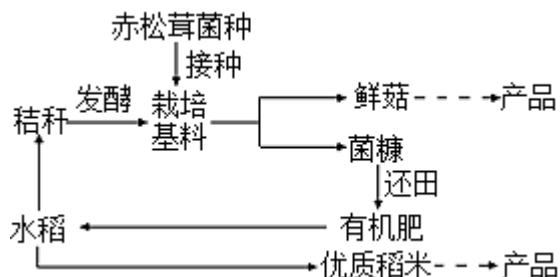 赤松茸菌种
接种
发酵
秸秆
栽培
基料
鲜菇
产品
菌糠
还田
水稻
有机肥
优质稻米
产品